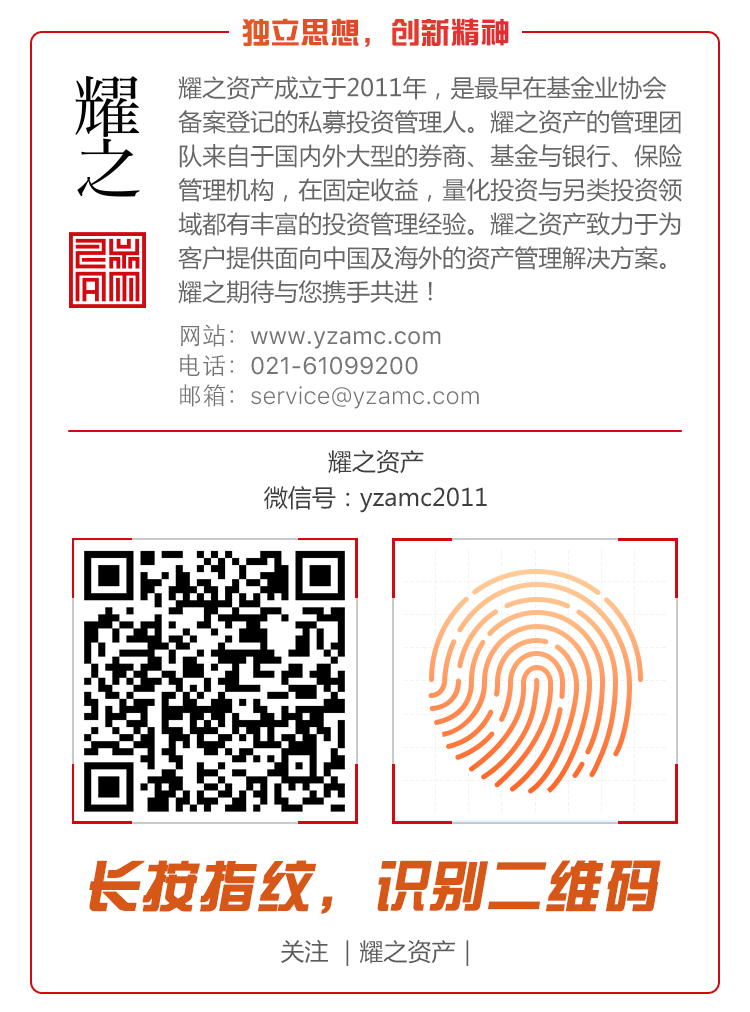 独立思想，创新精神
耀之
耀之资产成立于2011年，是最早在基金业协会
备案登记的私募投资管理人。耀之资产的管理团
队来自于国内外大型的券商、基金与银行、保险
管理机构，在固定收益，量化投资与另类投资领
域都有丰富的投资管理经验。耀之资产致力于为
客户提供面向中国及海外的资产管理解决方案。
耀之期待与您携手共进！
网站：www.yzamc.com
电话：021-61099200
邮箱：service@yzamc.com
耀之资产
微信号：yzamc2011
长按指纹，识别二维码
关注 ｜耀之资产｜